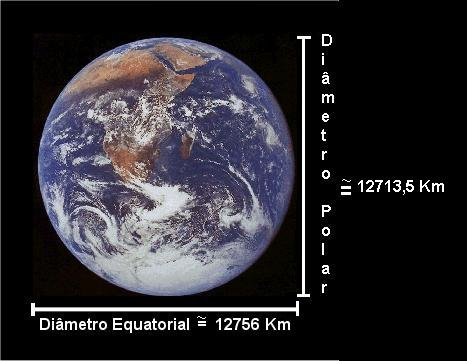 Diâmetro Polar
≅ 12713,5 Km
Diâmetro Equatorial ≅ 12756 Km